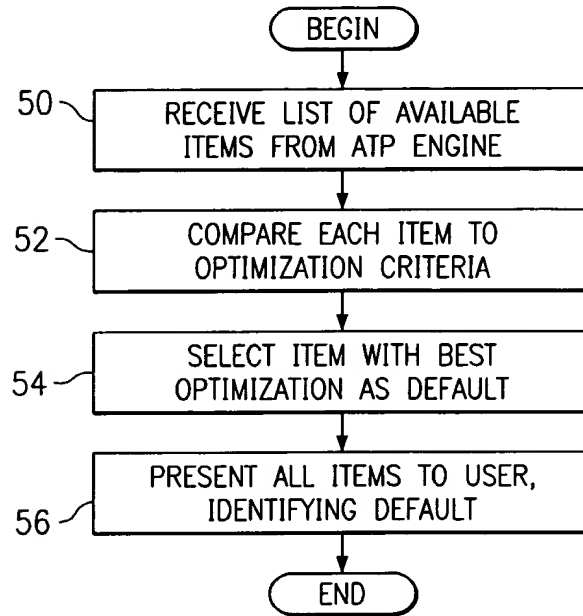 BEGIN
50
RECEIVE LIST OF AVAILABLE
ITEMS FROM ATP ENGINE
52
COMPARE EACH ITEM TO
OPTIMIZATION CRITERIA
54
SELECT ITEM WITH BEST
OPTIMIZATION AS DEFAULT
56
PRESENT ALL ITEMS TO USER,
IDENTIFYING DEFAULT
END